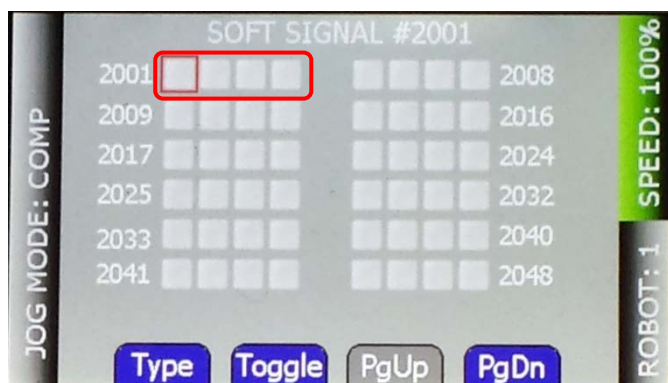 SOFT SIGNAL #2001
2001 2008
2009 2016
2017 2024
2025 2032
2033 2040
2041 2048
JOG MODE: COMP
SPEED: 100%
ROBOT: 1
Type Toggle PgUp PgDn